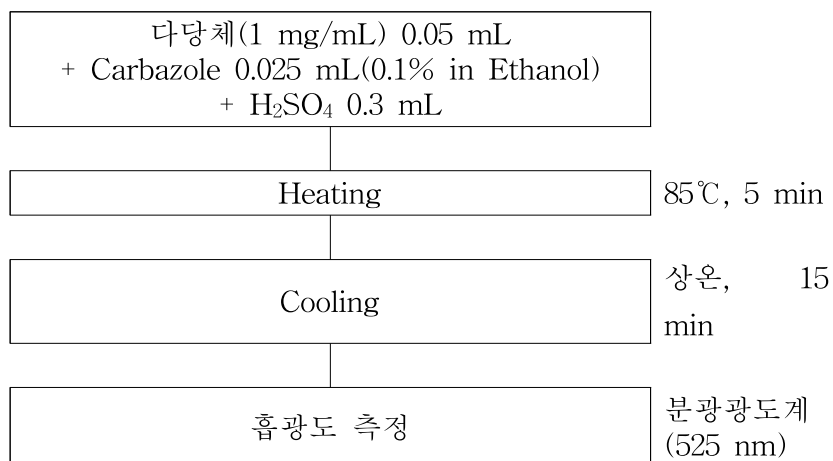 다당체(1 mg/mL) 0.05 mL
+ Carbazole 0.025 mL(0.1% in Ethanol)
+ H₂SO₄ 0.3 mL
Heating
85℃, 5 min
Cooling
상온, 15
min
흡광도 측정
분광광도계
(525 nm)